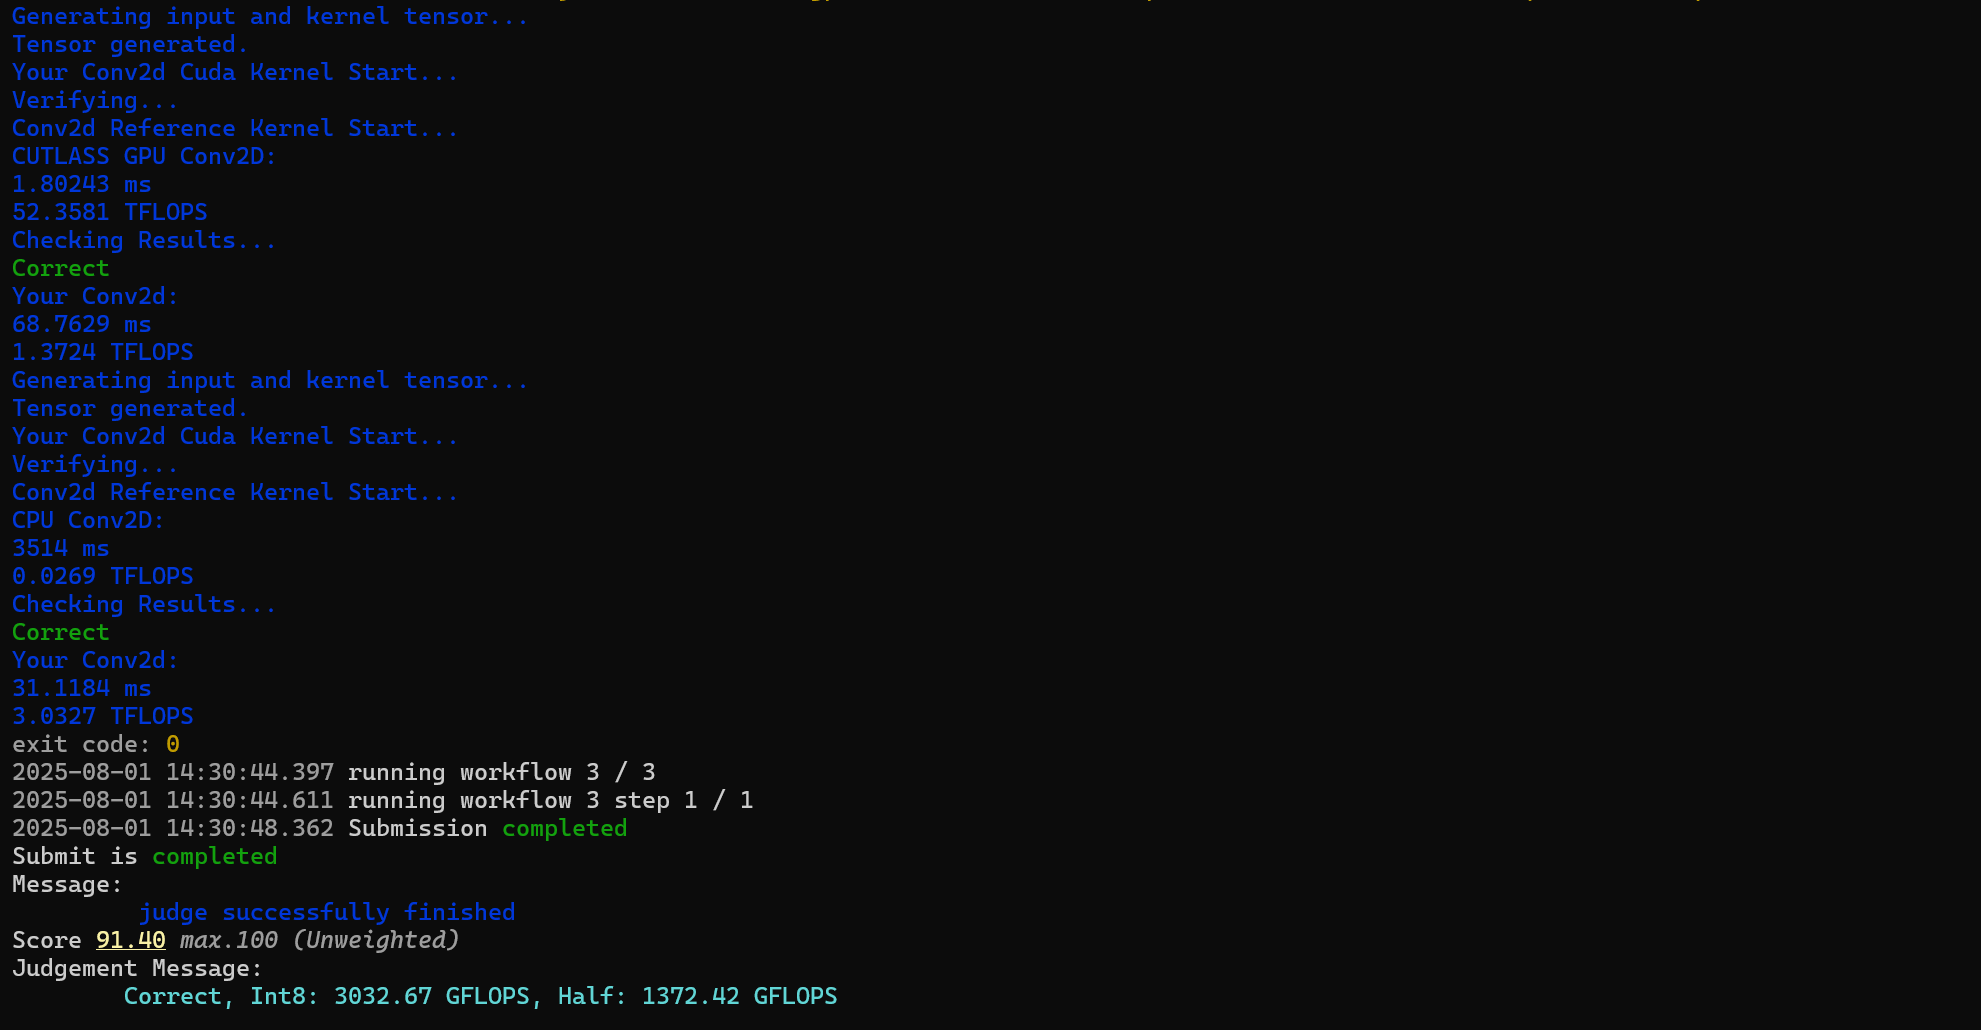 Generating input and kernel tensor...
Tensor generated.
Your Conv2d Cuda Kernel Start...
Verifying...
Conv2d Reference Kernel Start...
CUTLASS GPU Conv2D:
1.80243 ms
52.3581 TFLOPS
Checking Results...
Correct
Your Conv2d:
68.7629 ms
1.3724 TFLOPS
Generating input and kernel tensor...
Tensor generated.
Your Conv2d Cuda Kernel Start...
Verifying...
Conv2d Reference Kernel Start...
CPU Conv2D:
3514 ms
0.0269 TFLOPS
Checking Results...
Correct
Your Conv2d:
31.1184 ms
3.0327 TFLOPS
exit code: 0
2025-08-01 14:30:44.397 running workflow 3 / 3
2025-08-01 14:30:44.611 running workflow 3 step 1 / 1
2025-08-01 14:30:48.362 Submission completed
Submit is completed
Message:
judge successfully finished
Score 91.40 max.100 (Unweighted)
Judgement Message:
Correct, Int8: 3032.67 GFLOPS, Half: 1372.42 GFLOPS